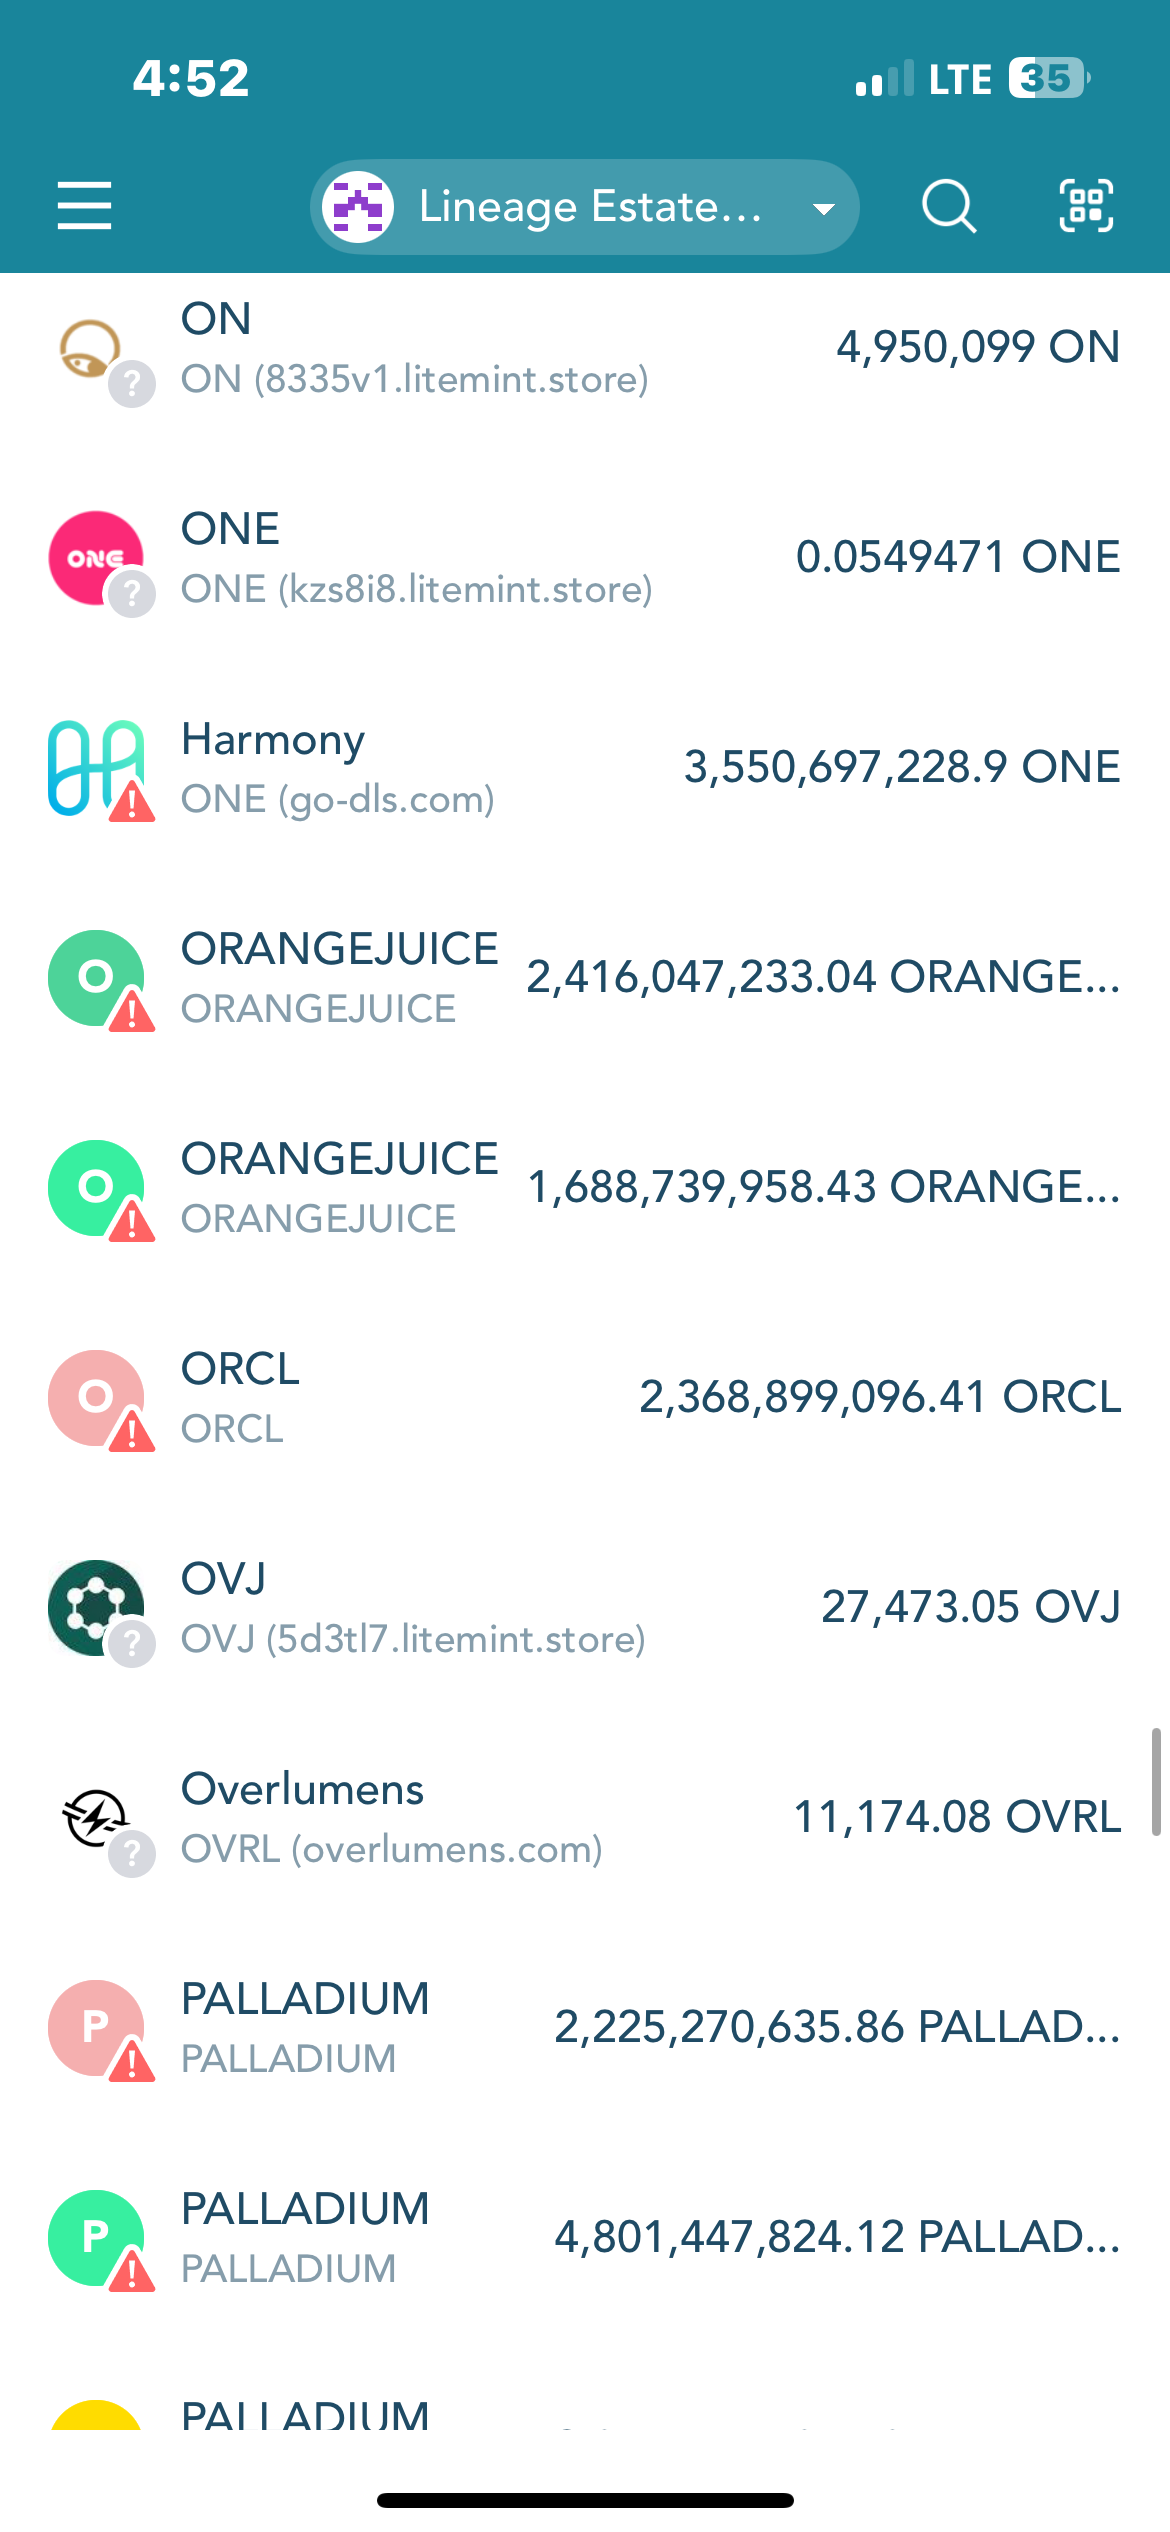 4:52
LTE 35
Lineage Estate...
ON
4,950,099 ON
ON (8335v1.litemint.store)
ONE
ONE
0.0549471 ONE
ONE (kzs8i8.litemint.store)
Harmony
3,550,697,228.9 ONE
ONE (go-dls.com)
O
ORANGEJUICE
2,416,047,233.04 ORANGE...
ORANGEJUICE
O
ORANGEJUICE
1,688,739,958.43 ORANGE...
ORANGEJUICE
O
ORCL
2,368,899,096.41 ORCL
ORCL
OVJ
27,473.05 OVJ
OVJ (5d3tl7.litemint.store)
Overlumens
11,174.08 OVRL
OVRL (overlumens.com)
P
PALLADIUM
2,225,270,635.86 PALLAD...
PALLADIUM
P
PALLADIUM
4,801,447,824.12 PALLAD...
PALLADIUM
PALLADIUM